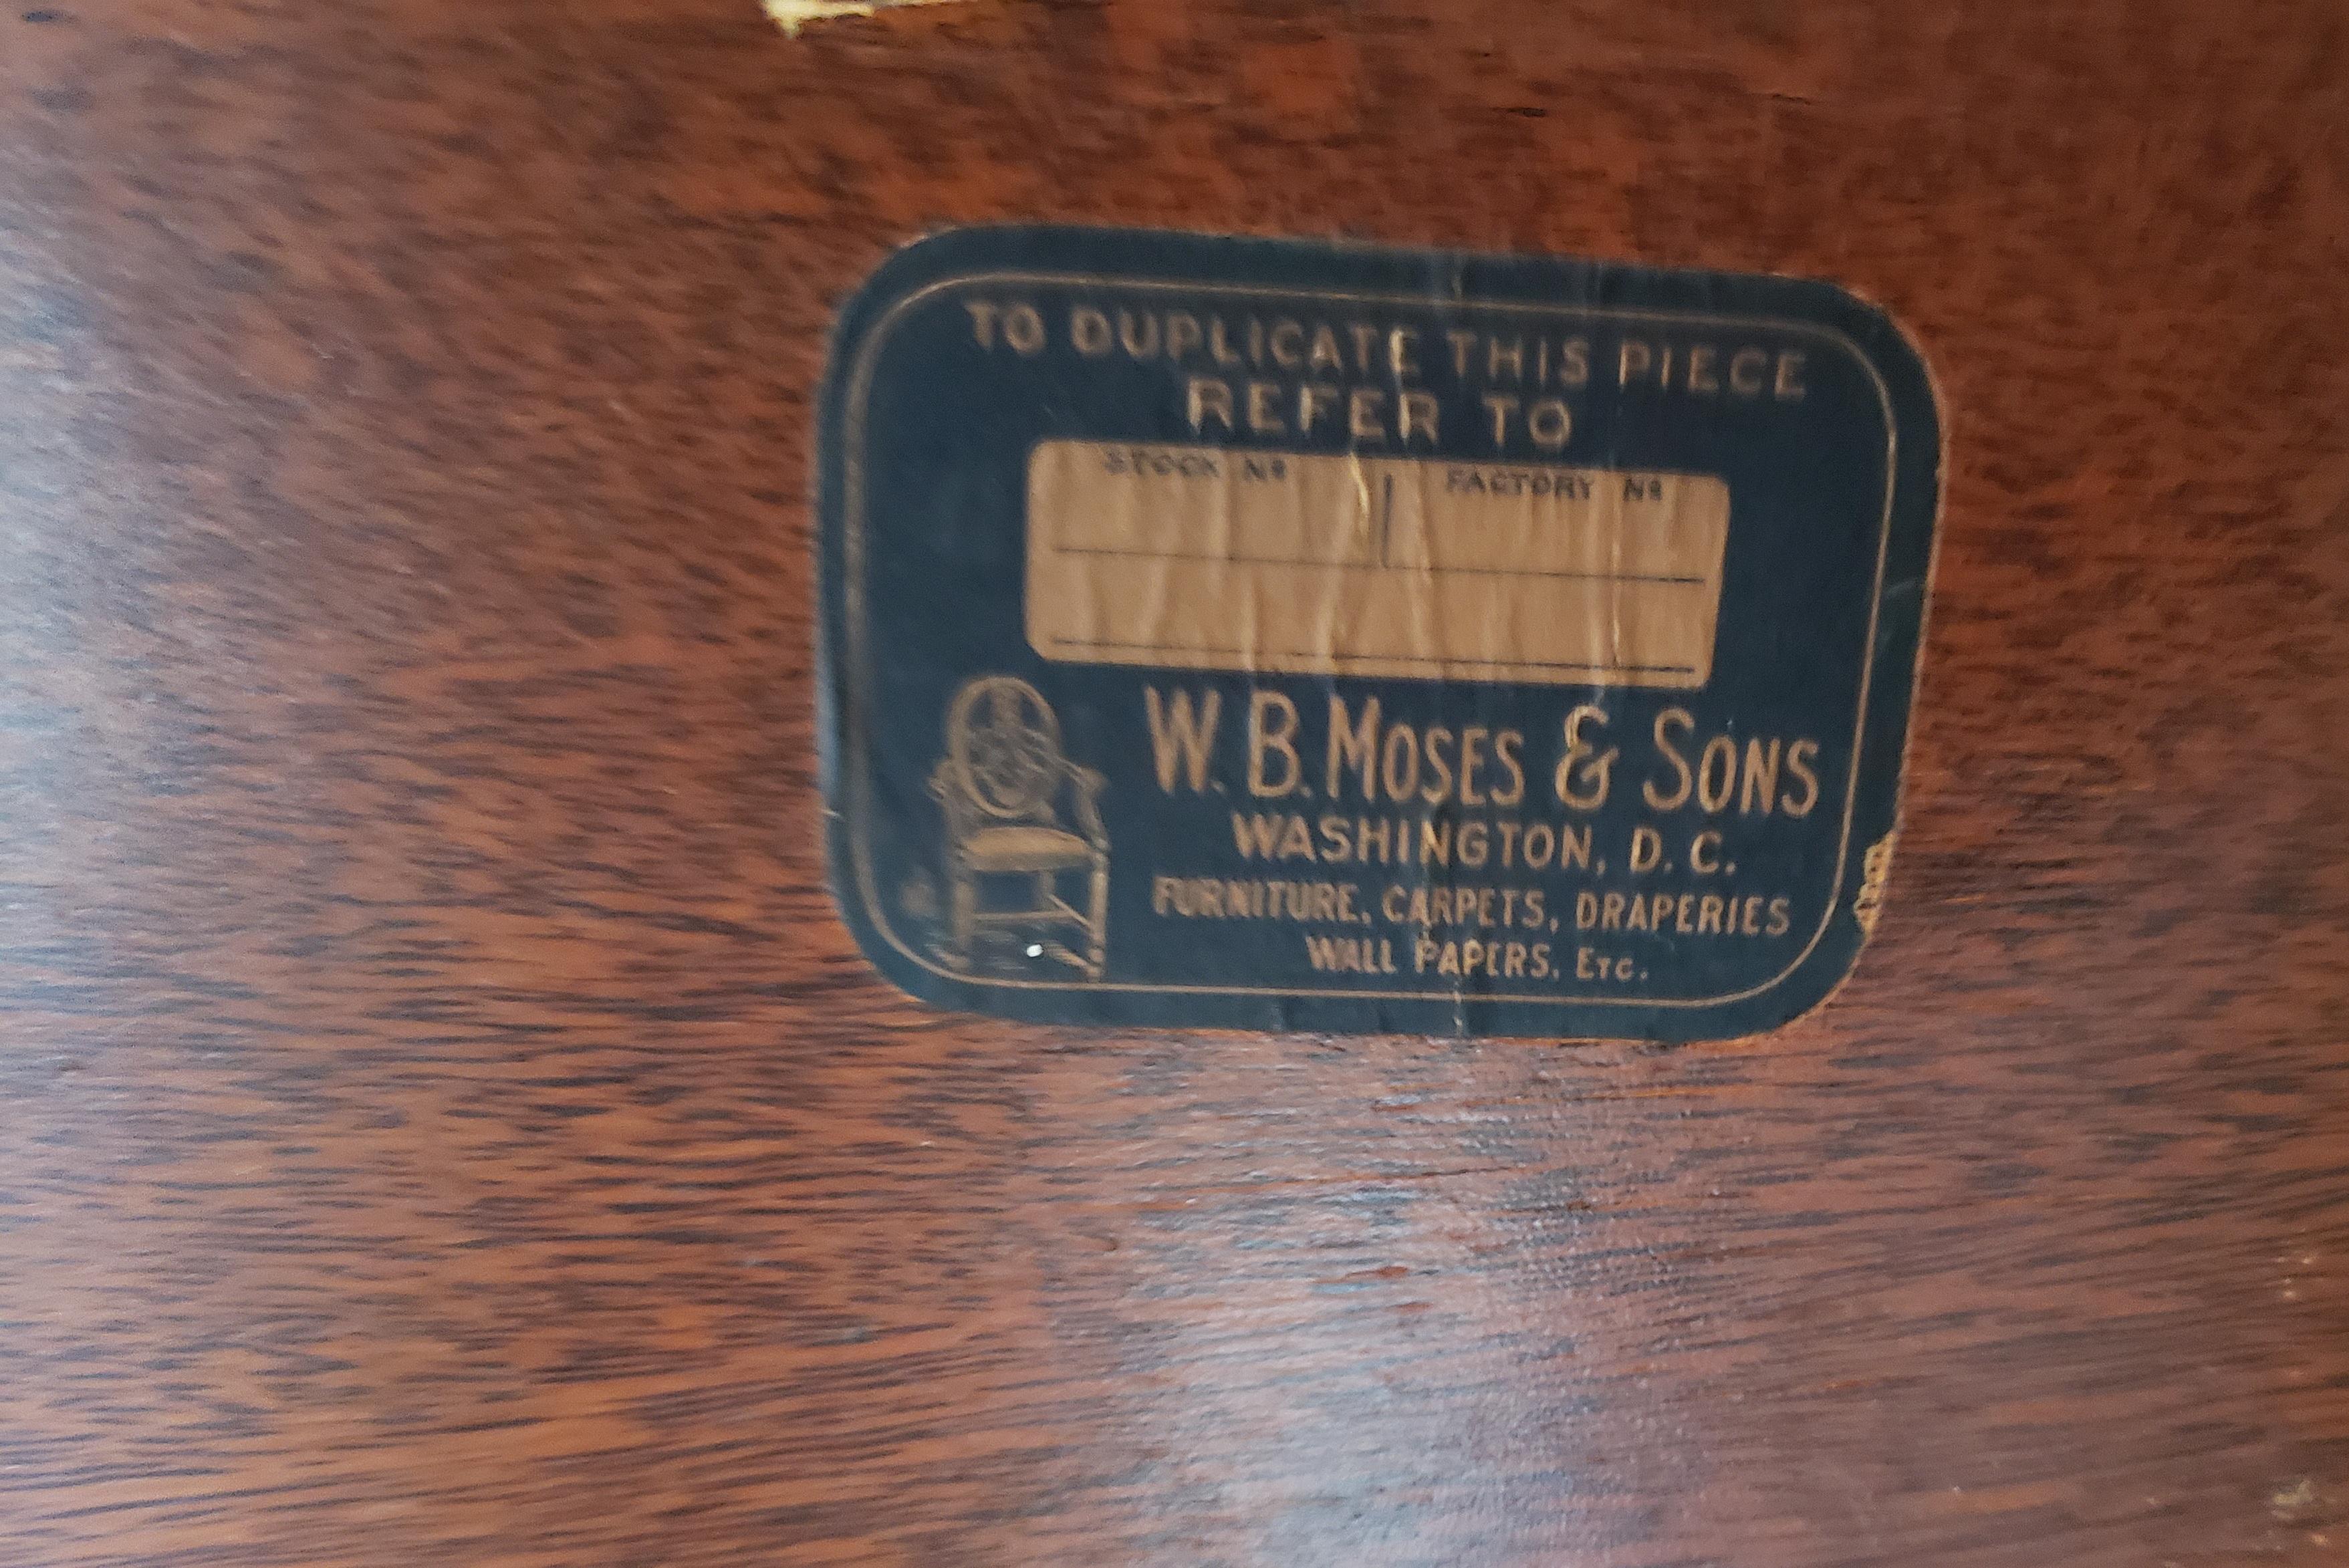 TO DUPLICATE THIS PIECE
REFER TO
STOCK Nº FACTORY Nº
W. B. MOSES & SONS
WASHINGTON, D. C.
FURNITURE, CARPETS, DRAPERIES
WALL PAPERS, ETC.